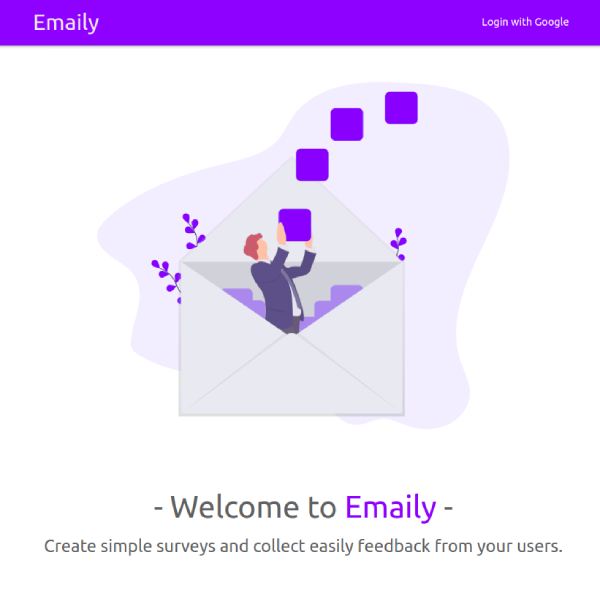 Emaily
Login with Google
- Welcome to Emaily -
Create simple surveys and collect easily feedback from your users.